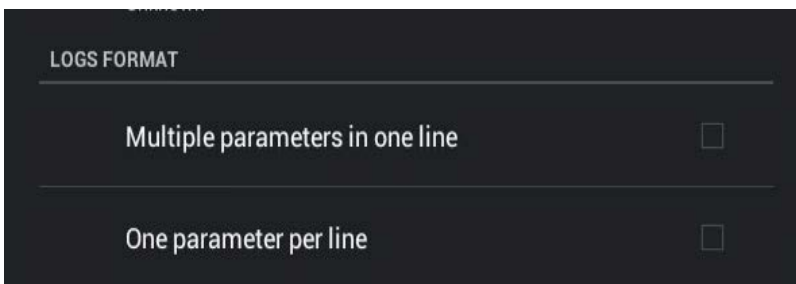 LOGS FORMAT
Multiple parameters in one line
One parameter per line